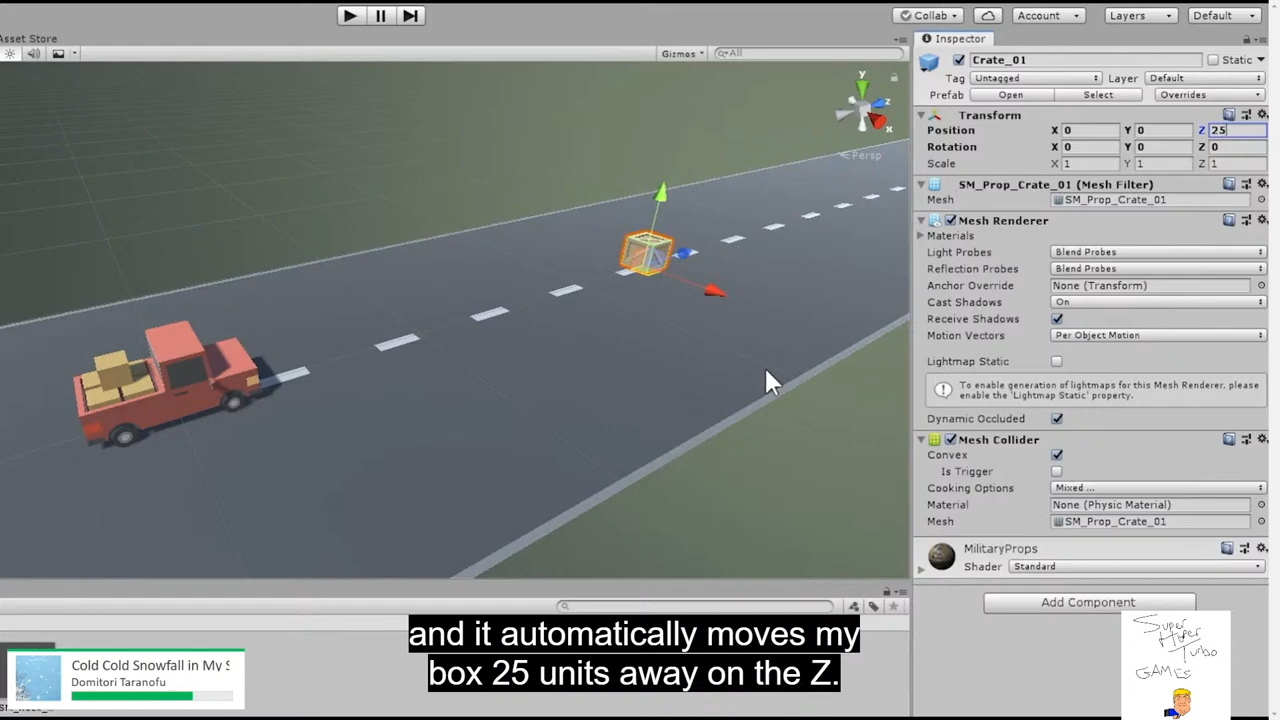 Collab
Account
Layers
Default
Asset Store
Gizmos
All
Inspector
y
z
x
Persp
Crate_01
Static
Tag Untagged Layer Default
Prefab Open Select Overrides
Transform
Position X 0 Y 0 Z 25
Rotation X 0 Y 0 Z 0
Scale X 1 Y 1 Z 1
SM_Prop_Crate_01 (Mesh Filter)
Mesh SM_Prop_Crate_01
Mesh Renderer
Materials
Light Probes Blend Probes
Reflection Probes Blend Probes
Anchor Override None (Transform)
Cast Shadows On
Receive Shadows
Motion Vectors Per Object Motion
Lightmap Static
To enable generation of lightmaps for this Mesh Renderer, please
enable the 'Lightmap Static' property.
Dynamic Occluded
Mesh Collider
Convex
Is Trigger
Cooking Options Mixed ...
Material None (Physic Material)
Mesh SM_Prop_Crate_01
MilitaryProps
Shader Standard
Add Component
and it automatically moves my
box 25 units away on the Z.
Cold Cold Snowfall in My S
Domitori Taranofu
Super
Hyper
Turbo
GAMES